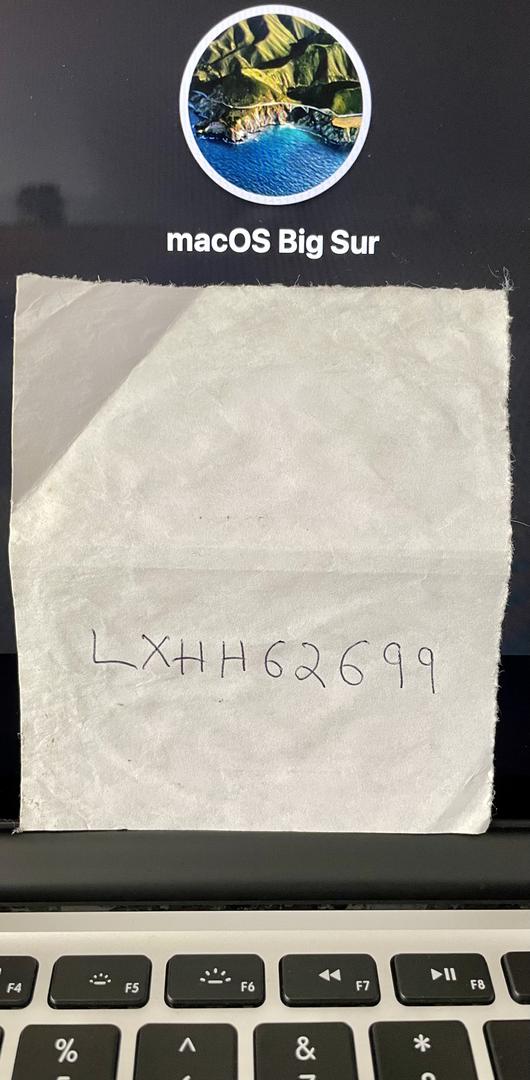 macOS Big Sur
LXHH62699
F4 F5 F6 F7 F8
% ^ & *